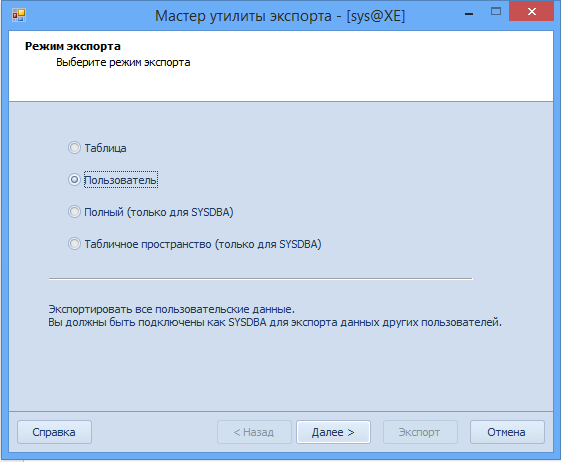 Мастер утилиты экспорта - [sys@XE]
Режим экспорта
Выберите режим экспорта
Таблица
Пользователь
Полный (только для SYSDBA)
Табличное пространство (только для SYSDBA)
Экспортировать все пользовательские данные.
Вы должны быть подключены как SYSDBA для экспорта данных других пользователей.
Справка
< Назад
Далее >
Экспорт
Отмена